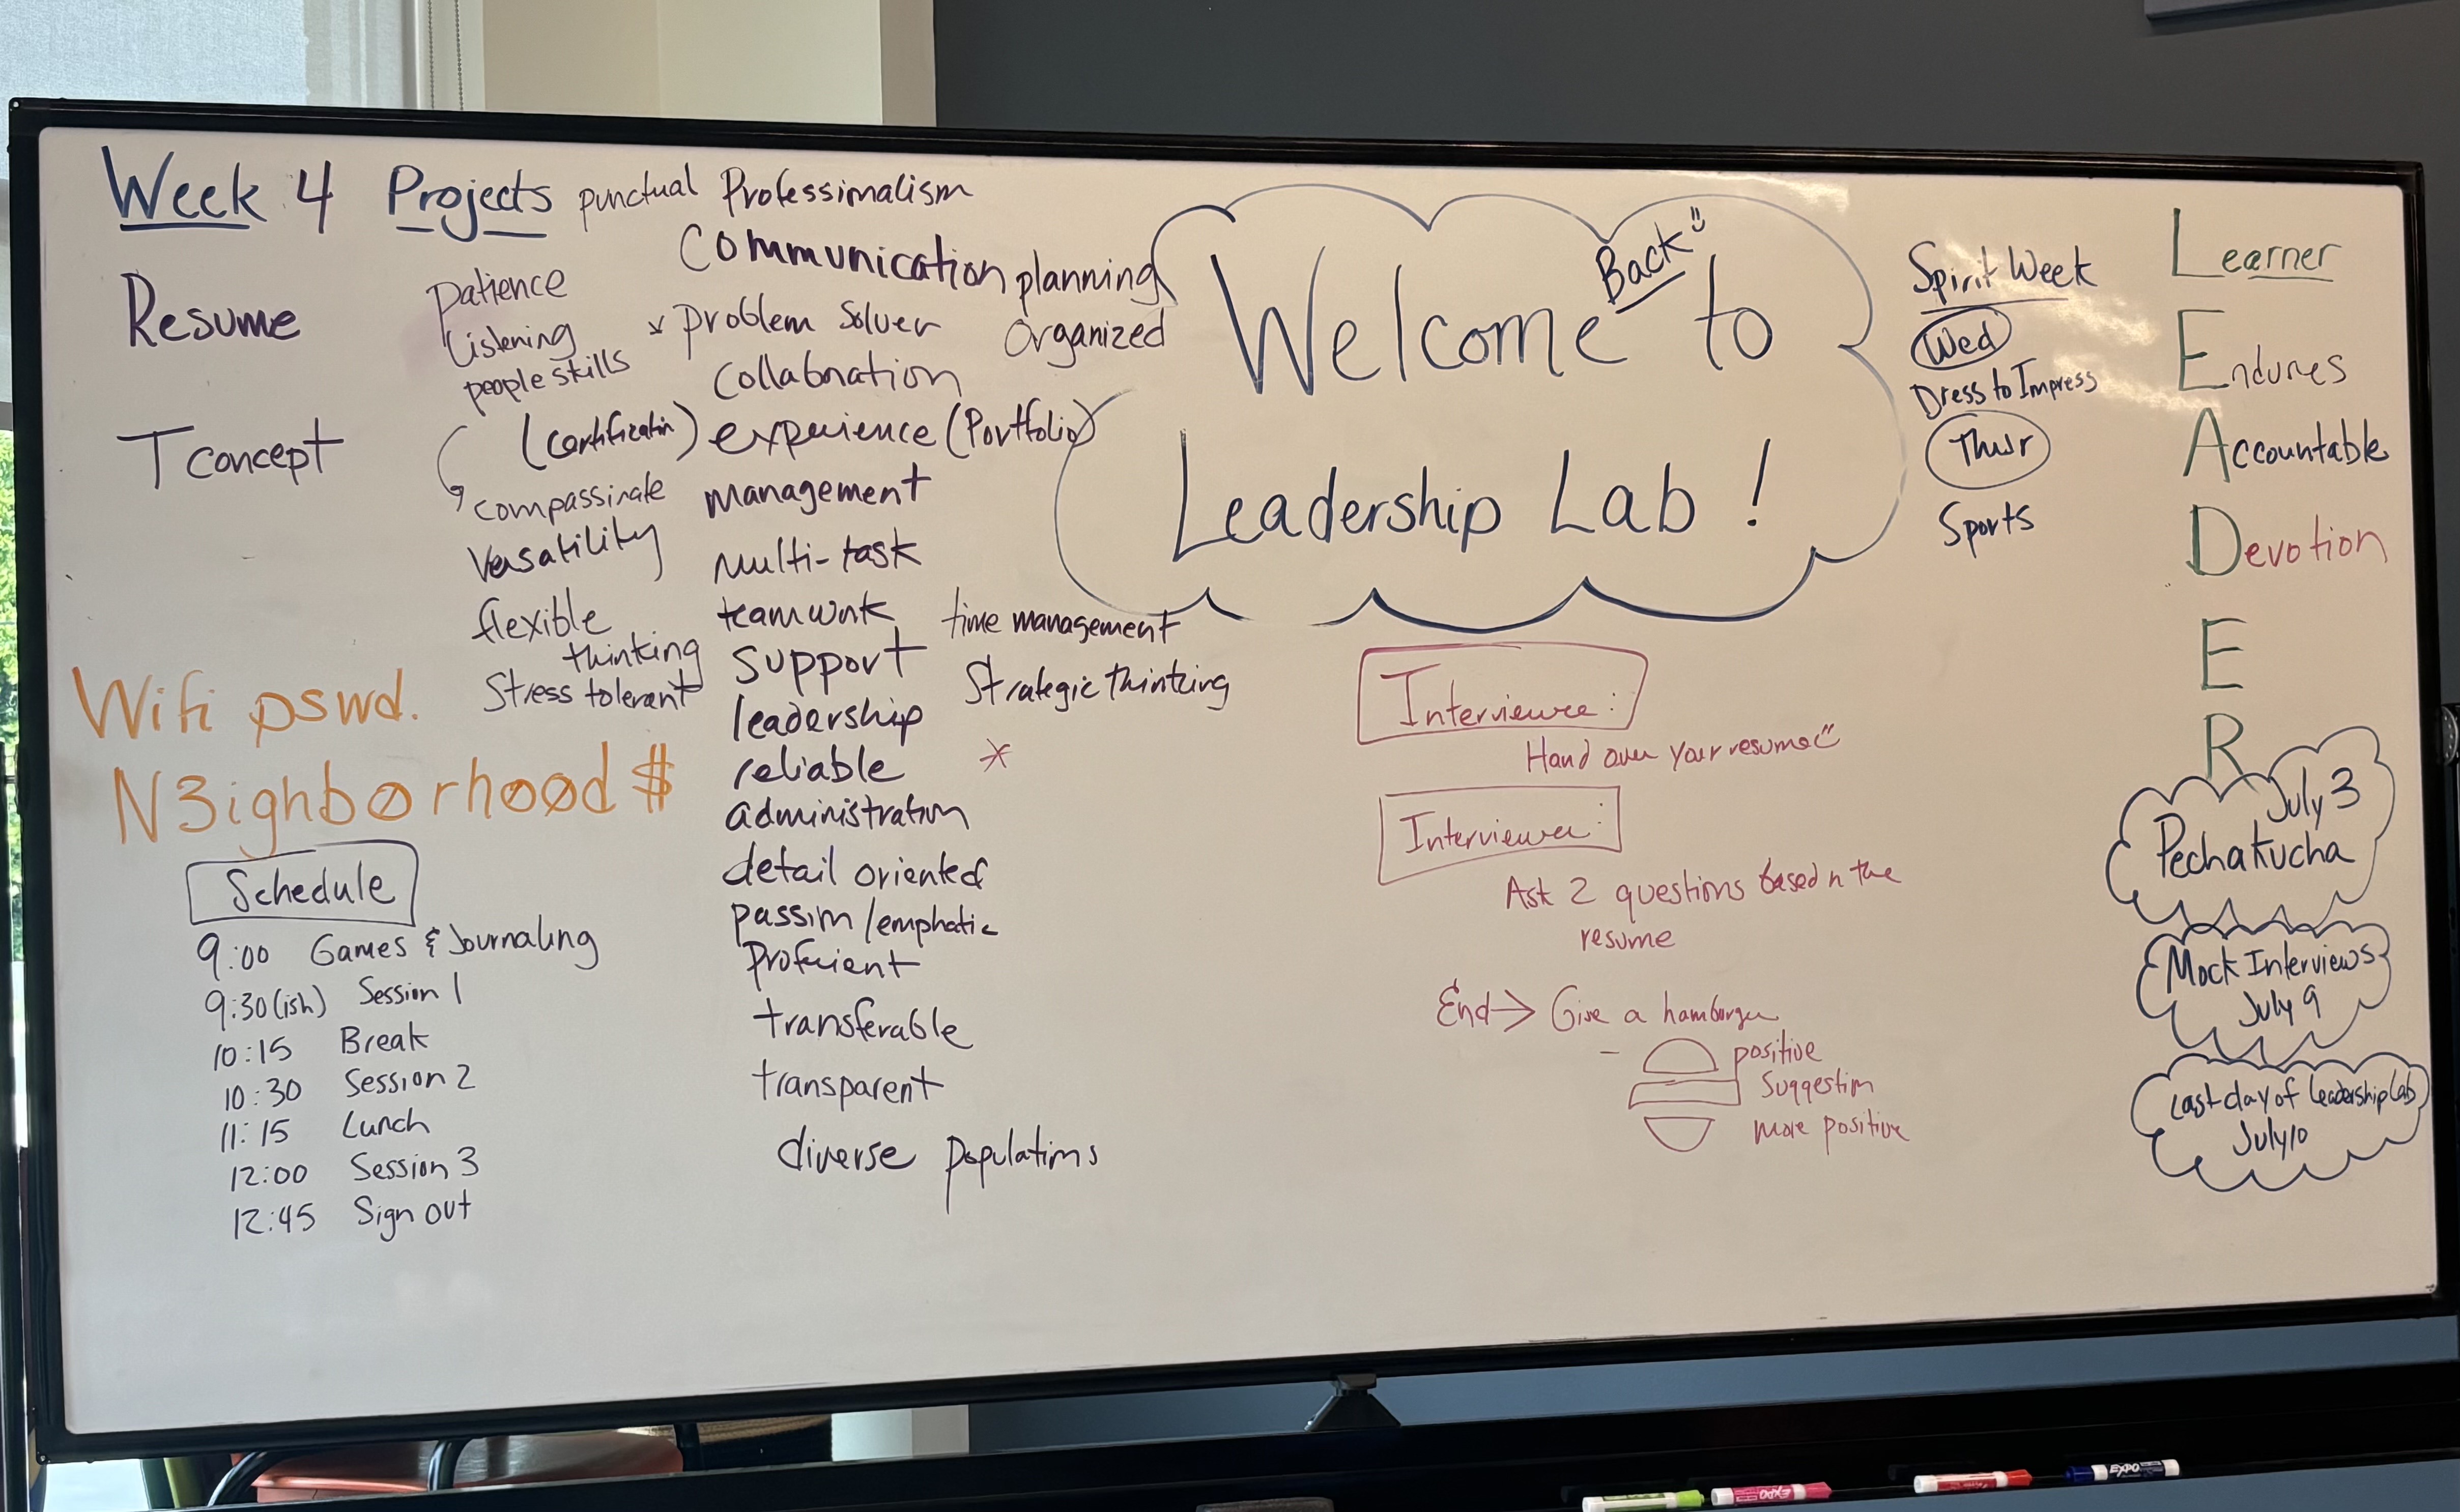 Week 4 Projects
punctual Professionalism
Communication
planning
Organized
Resume
patience
Listening
people skills
problem solver
Collaboration
T concept
(certification) experience (Portfolio)
compassionate
management
Versatility
multi-task
flexible
thinking
teamwork
time management
Stress tolerant
support
Strategic thinking
leadership
reliable
*
administration
detail oriented
passion/emphatic
Proficient
transferable
transparent
diverse populations
Wifi pswd.
N3ighbørhøød$
Schedule
9:00 Games & Journaling
9:30(ish) Session 1
10:15 Break
10:30 Session 2
11:15 Lunch
12:00 Session 3
12:45 Sign out
Welcome Back to
Leadership Lab!
Interviewee:
Hand over your resume
Interviewer:
Ask 2 questions based on the
resume
End → Give a hamburger
positive
Suggestion
more positive
Spirit Week
Wed
Dress to Impress
Thur
Sports
Learner
Endures
Accountable
Devotion
E
R
July 3
Pechakucha
Mock Interviews
July 9
Last day of Leadership Lab
July 10
EXPO
EXPO